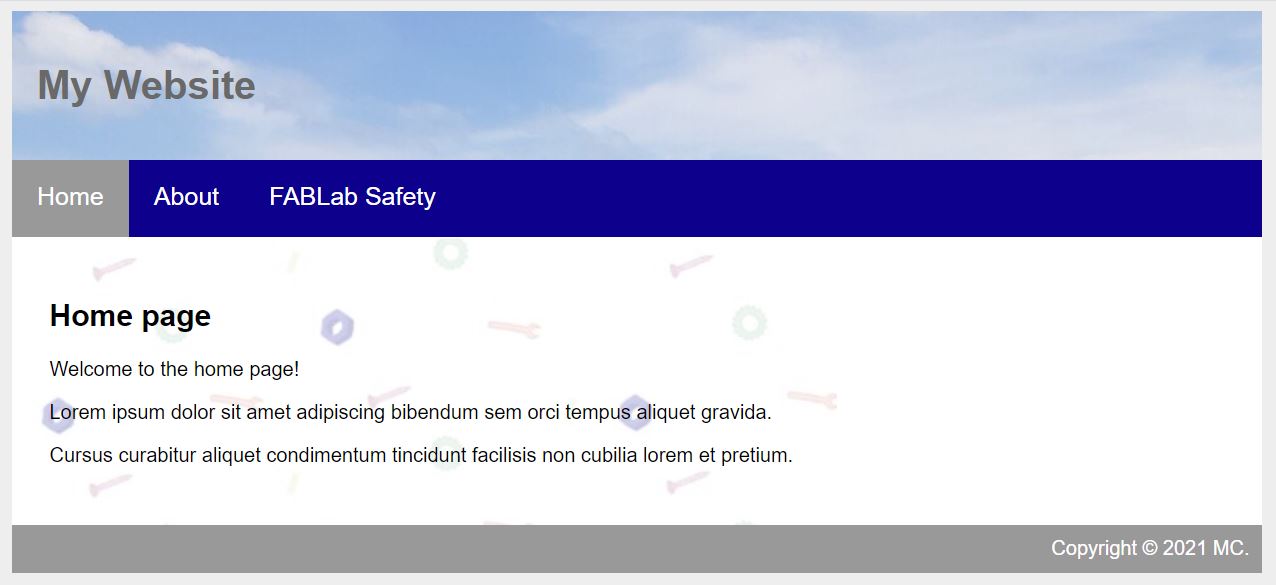 My Website
Home About FABLab Safety
Home page
Welcome to the home page!
Lorem ipsum dolor sit amet adipiscing bibendum sem orci tempus aliquet gravida.
Cursus curabitur aliquet condimentum tincidunt facilisis non cubilia lorem et pretium.
Copyright © 2021 MC.